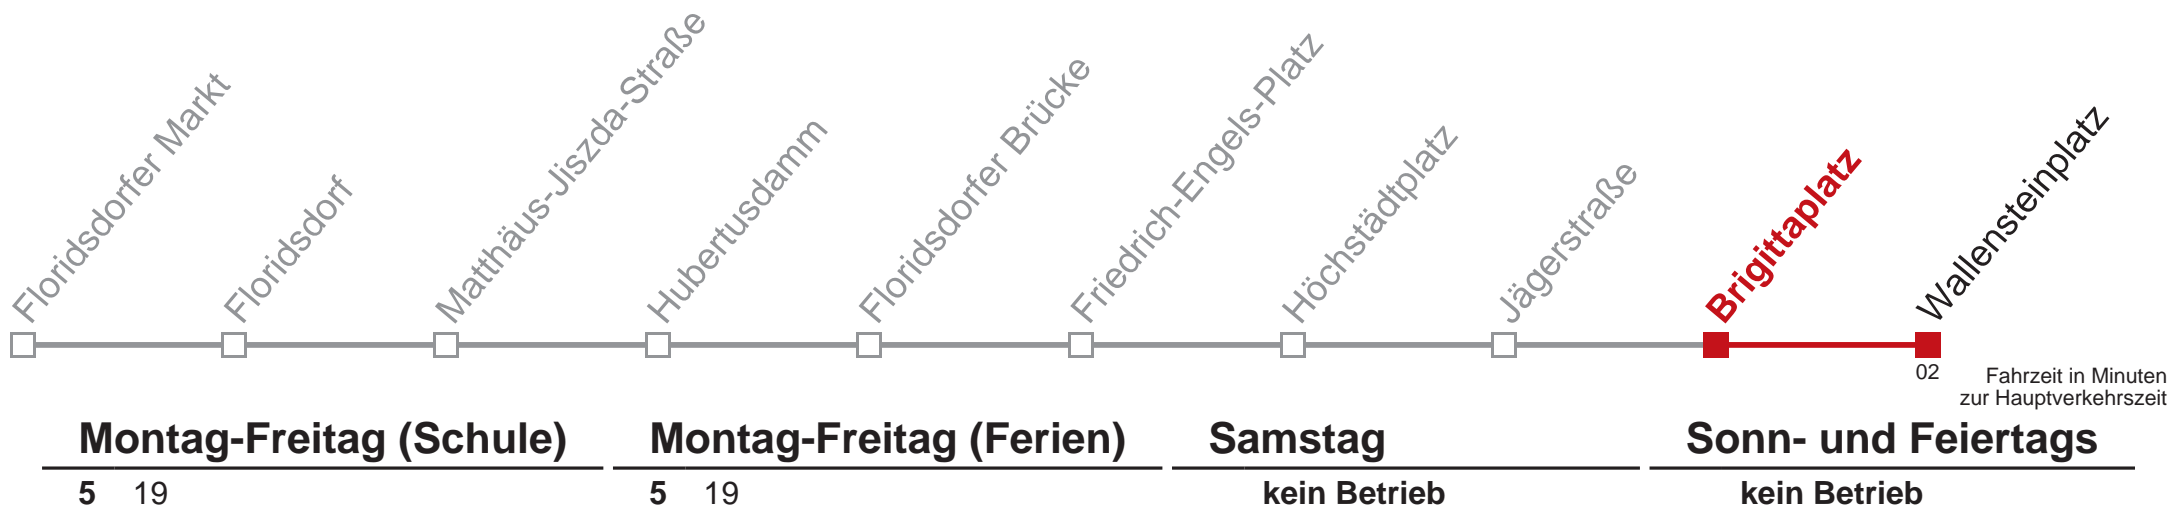 Floridsdorfer Markt
Floridsdorf
Matthäus-Jiszda-Straße
Hubertusdamm
Floridsdorfer Brücke
Friedrich-Engels-Platz
Höchstädtplatz
Jägerstraße
Brigittaplatz
Wallensteinplatz
02
Fahrzeit in Minuten
zur Hauptverkehrszeit
Montag-Freitag (Schule)
5 19
Montag-Freitag (Ferien)
5 19
Samstag
kein Betrieb
Sonn- und Feiertags
kein Betrieb